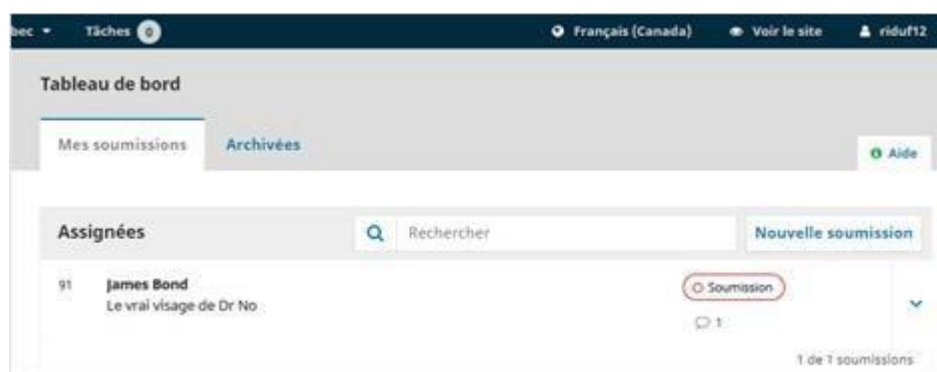 bec Tâches 0 Français (Canada) Voir le site riduf12
Tableau de bord
Mes soumissions Archivées Aide
Assignées Rechercher Nouvelle soumission
91 James Bond Soumission
Le vrai visage de Dr No
1
1 de 1 soumissions